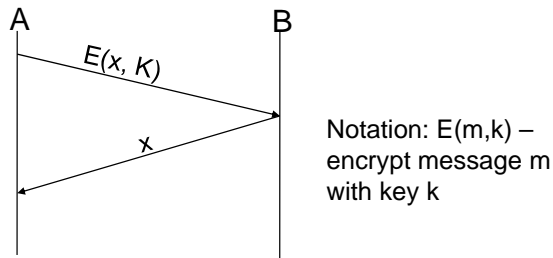 A B
E(x, K)
x
Notation: E(m,k) –
encrypt message m
with key k